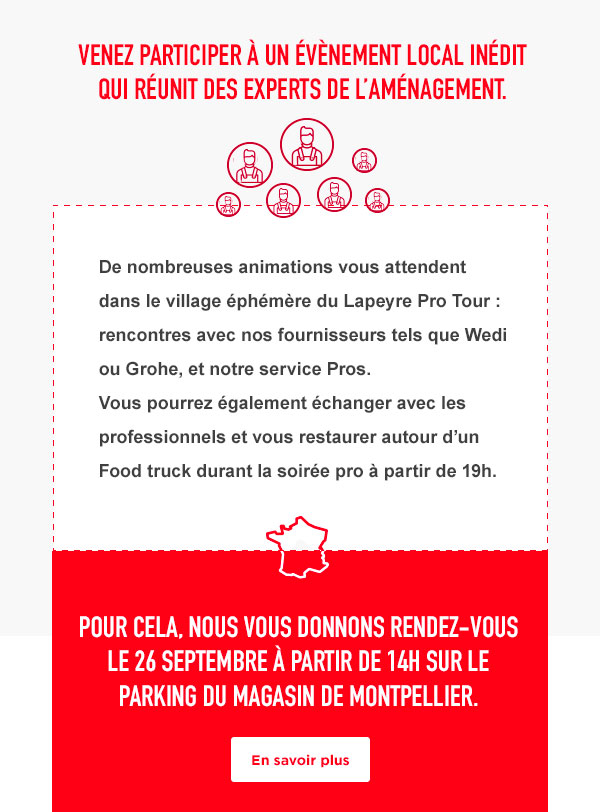 VENEZ PARTICIPER À UN ÉVÈNEMENT LOCAL INÉDIT
QUI RÉUNIT DES EXPERTS DE L’AMÉNAGEMENT.
De nombreuses animations vous attendent
dans le village éphémère du Lapeyre Pro Tour :
rencontres avec nos fournisseurs tels que Wedi
ou Grohe, et notre service Pros.
Vous pourrez également échanger avec les
professionnels et vous restaurer autour d’un
Food truck durant la soirée pro à partir de 19h.
POUR CELA, NOUS VOUS DONNONS RENDEZ-VOUS
LE 26 SEPTEMBRE À PARTIR DE 14H SUR LE
PARKING DU MAGASIN DE MONTPELLIER.
En savoir plus